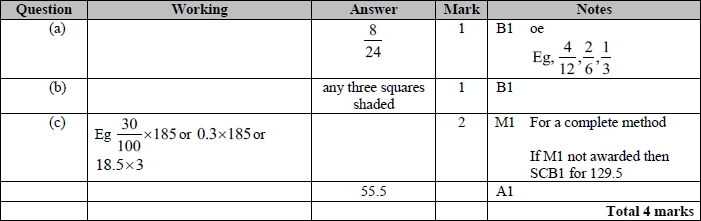 Question Working Answer Mark Notes
(a) 8/24 1 B1 oe
Eg, 4/12, 2/6, 1/3
(b) any three squares shaded 1 B1
(c) Eg 30/100 ×185 or 0.3×185 or 18.5×3 2 M1 For a complete method
If M1 not awarded then
SCB1 for 129.5
55.5 A1
Total 4 marks